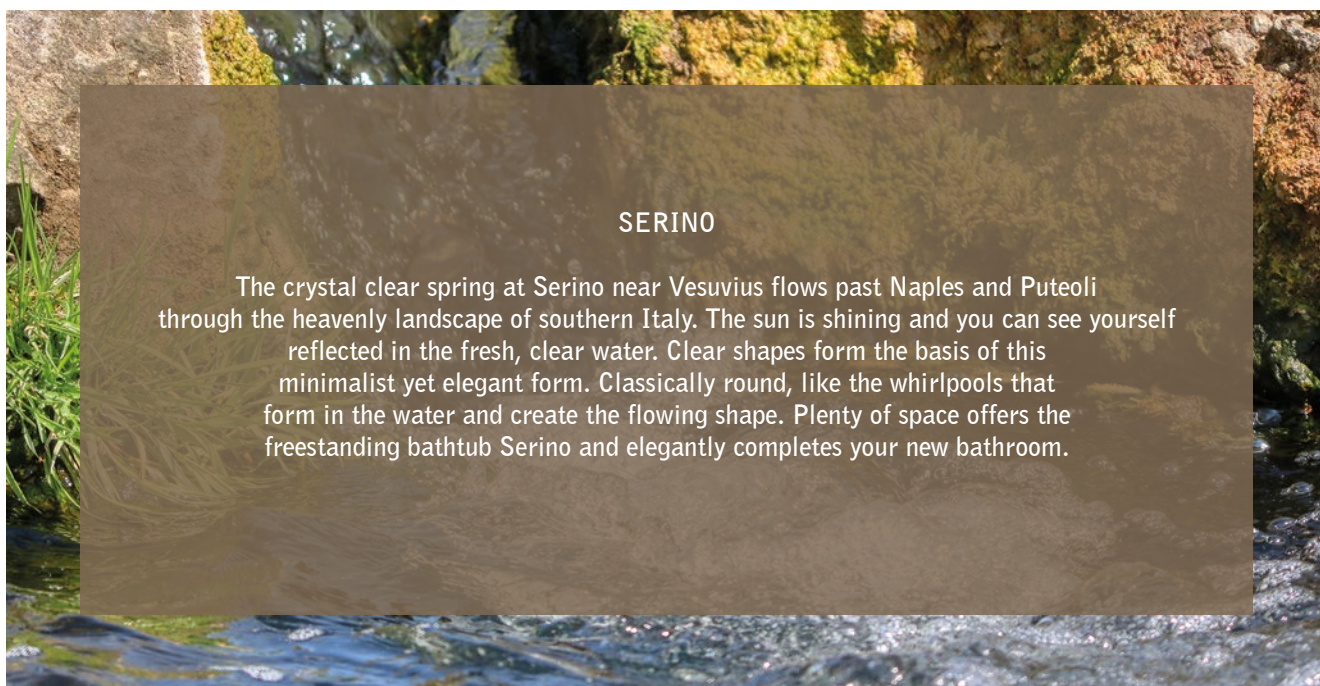 SERINO
The crystal clear spring at Serino near Vesuvius flows past Naples and Puteoli
through the heavenly landscape of southern Italy. The sun is shining and you can see yourself
reflected in the fresh, clear water. Clear shapes form the basis of this
minimalist yet elegant form. Classically round, like the whirlpools that
form in the water and create the flowing shape. Plenty of space offers the
freestanding bathtub Serino and elegantly completes your new bathroom.